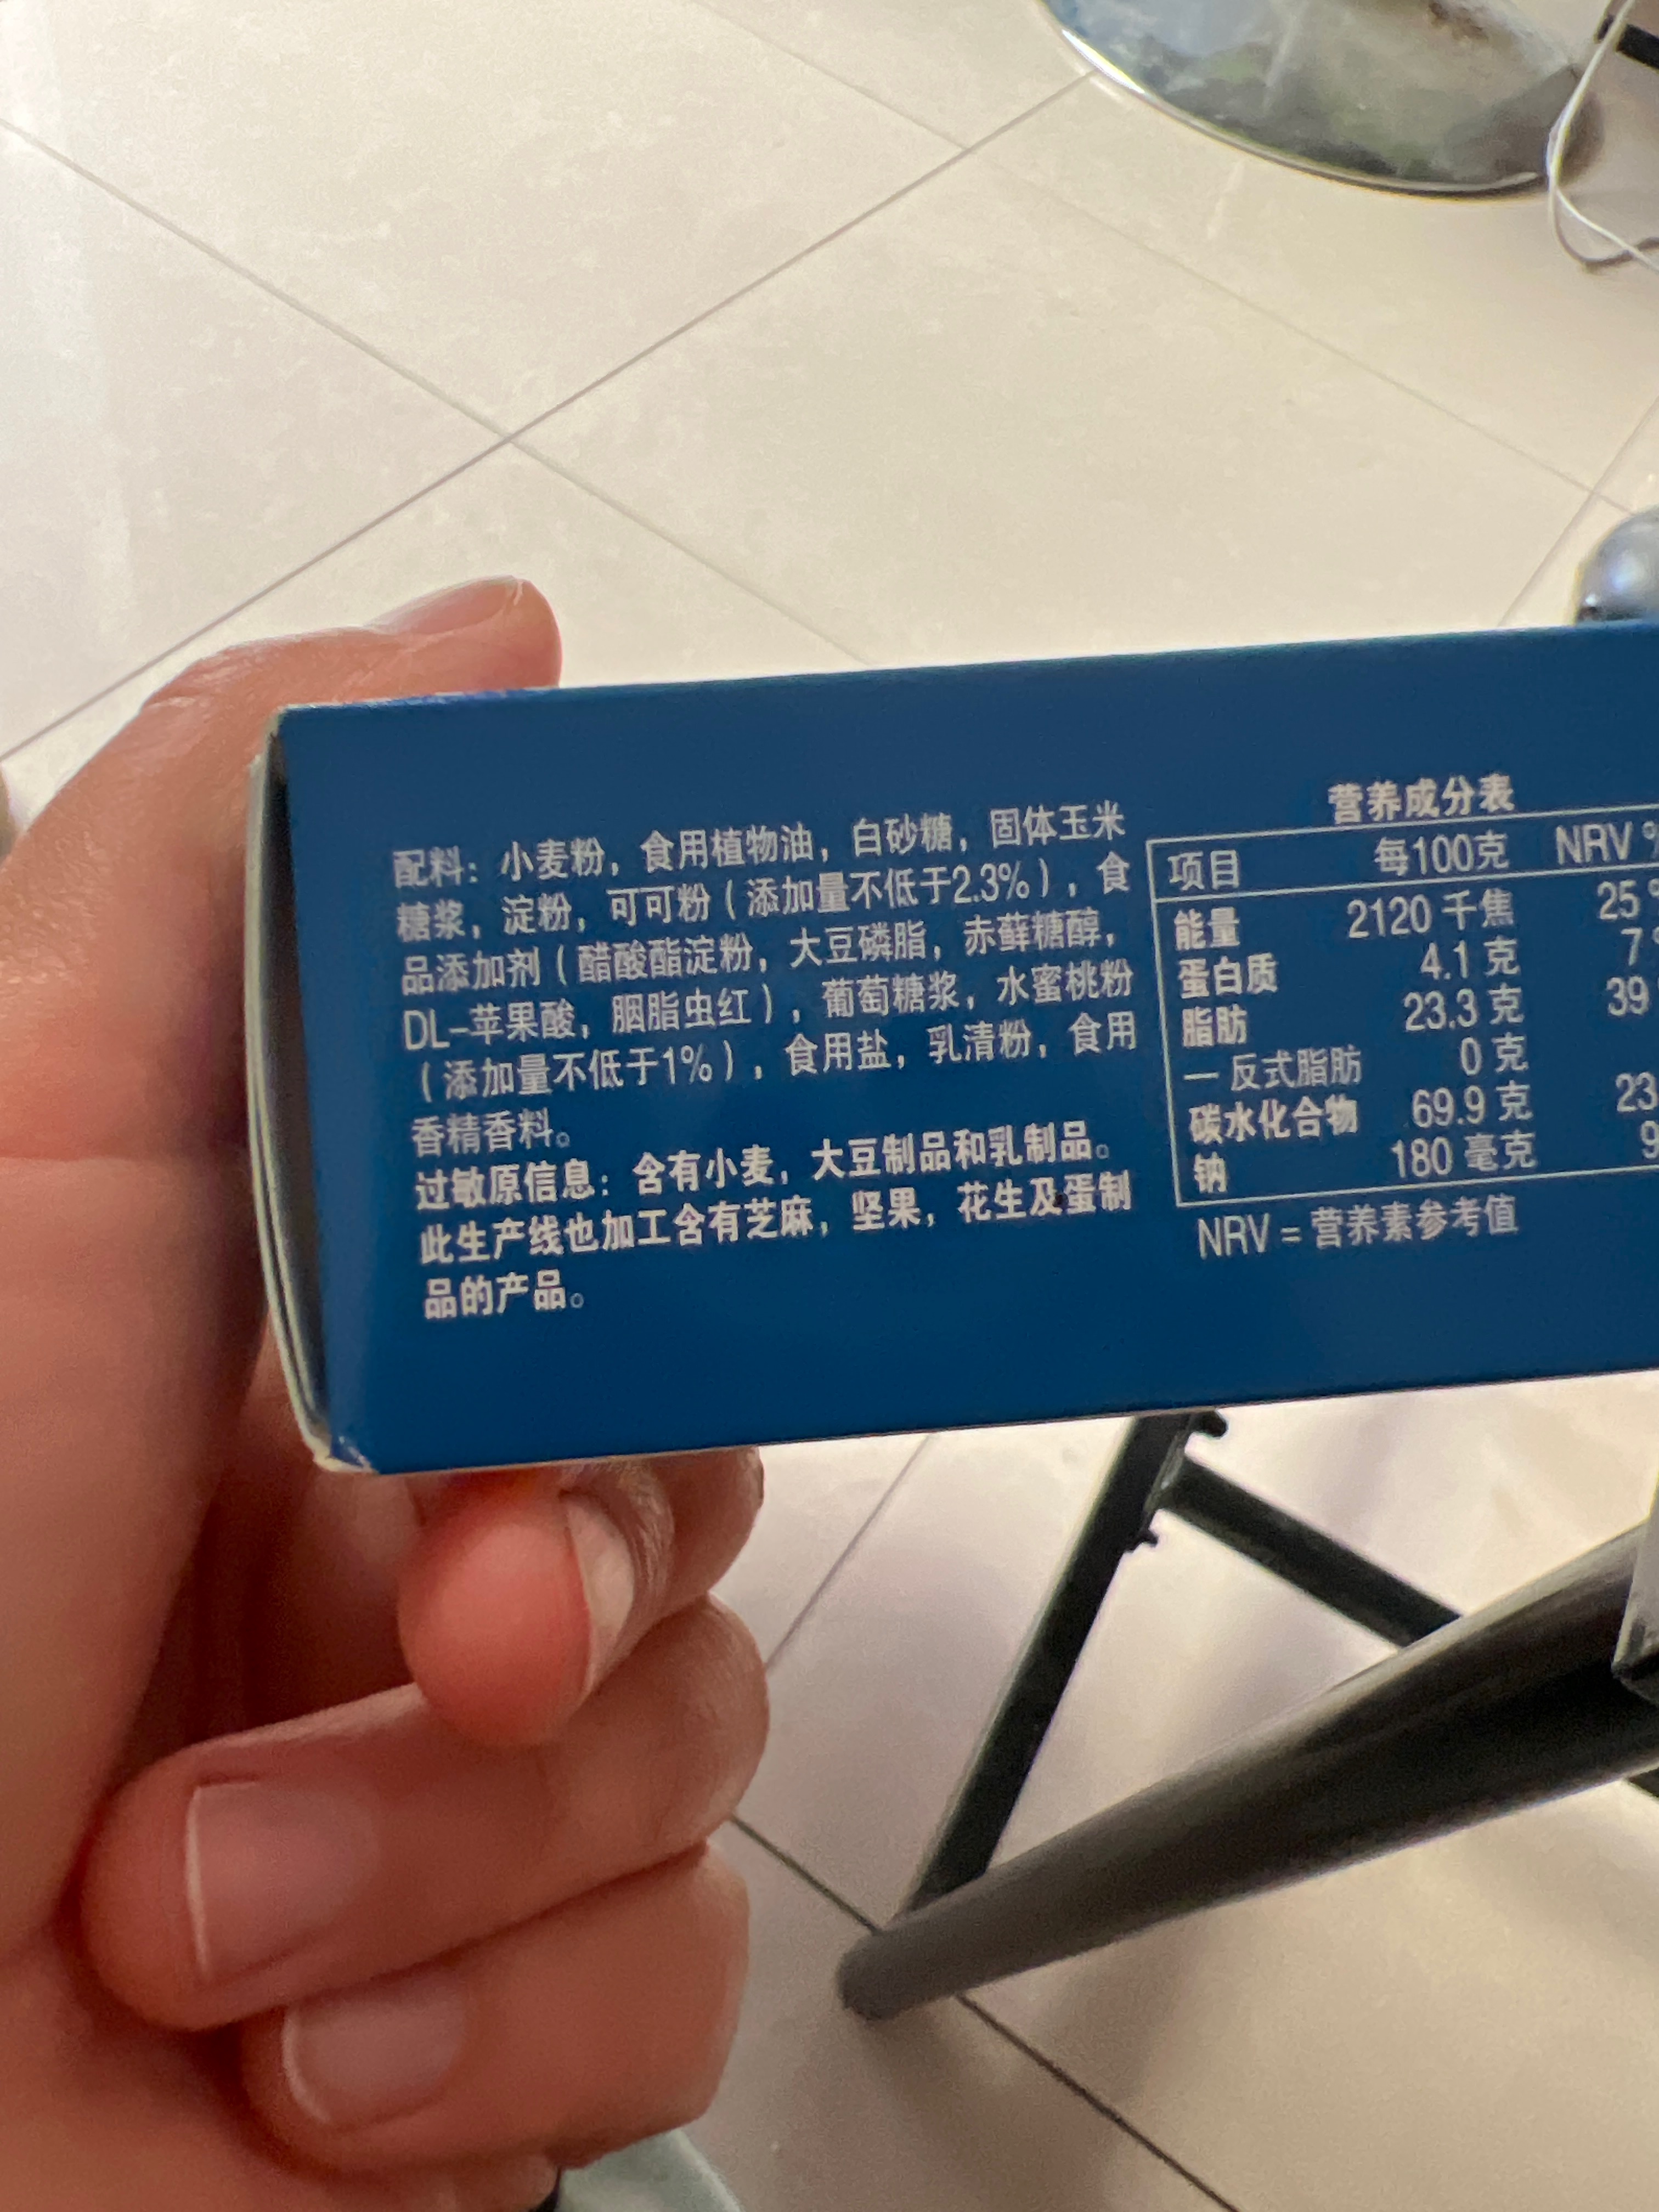 配料：小麦粉，食用植物油，白砂糖，固体玉米
糖浆，淀粉，可可粉（添加量不低于2.3%），食
品添加剂（醋酸酯淀粉，大豆磷脂，赤藓糖醇，
DL-苹果酸，胭脂虫红），葡萄糖浆，水蜜桃粉
（添加量不低于1%），食用盐，乳清粉，食用
香精香料。
过敏原信息：含有小麦，大豆制品和乳制品。
此生产线也加工含有芝麻，坚果，花生及蛋制
品的产品。
营养成分表
项目 每100克 NRV %
能量 2120 千焦 25 %
蛋白质 4.1 克 7 %
脂肪 23.3 克 39
— 反式脂肪 0 克
碳水化合物 69.9 克 23
钠 180 毫克 9
NRV = 营养素参考值